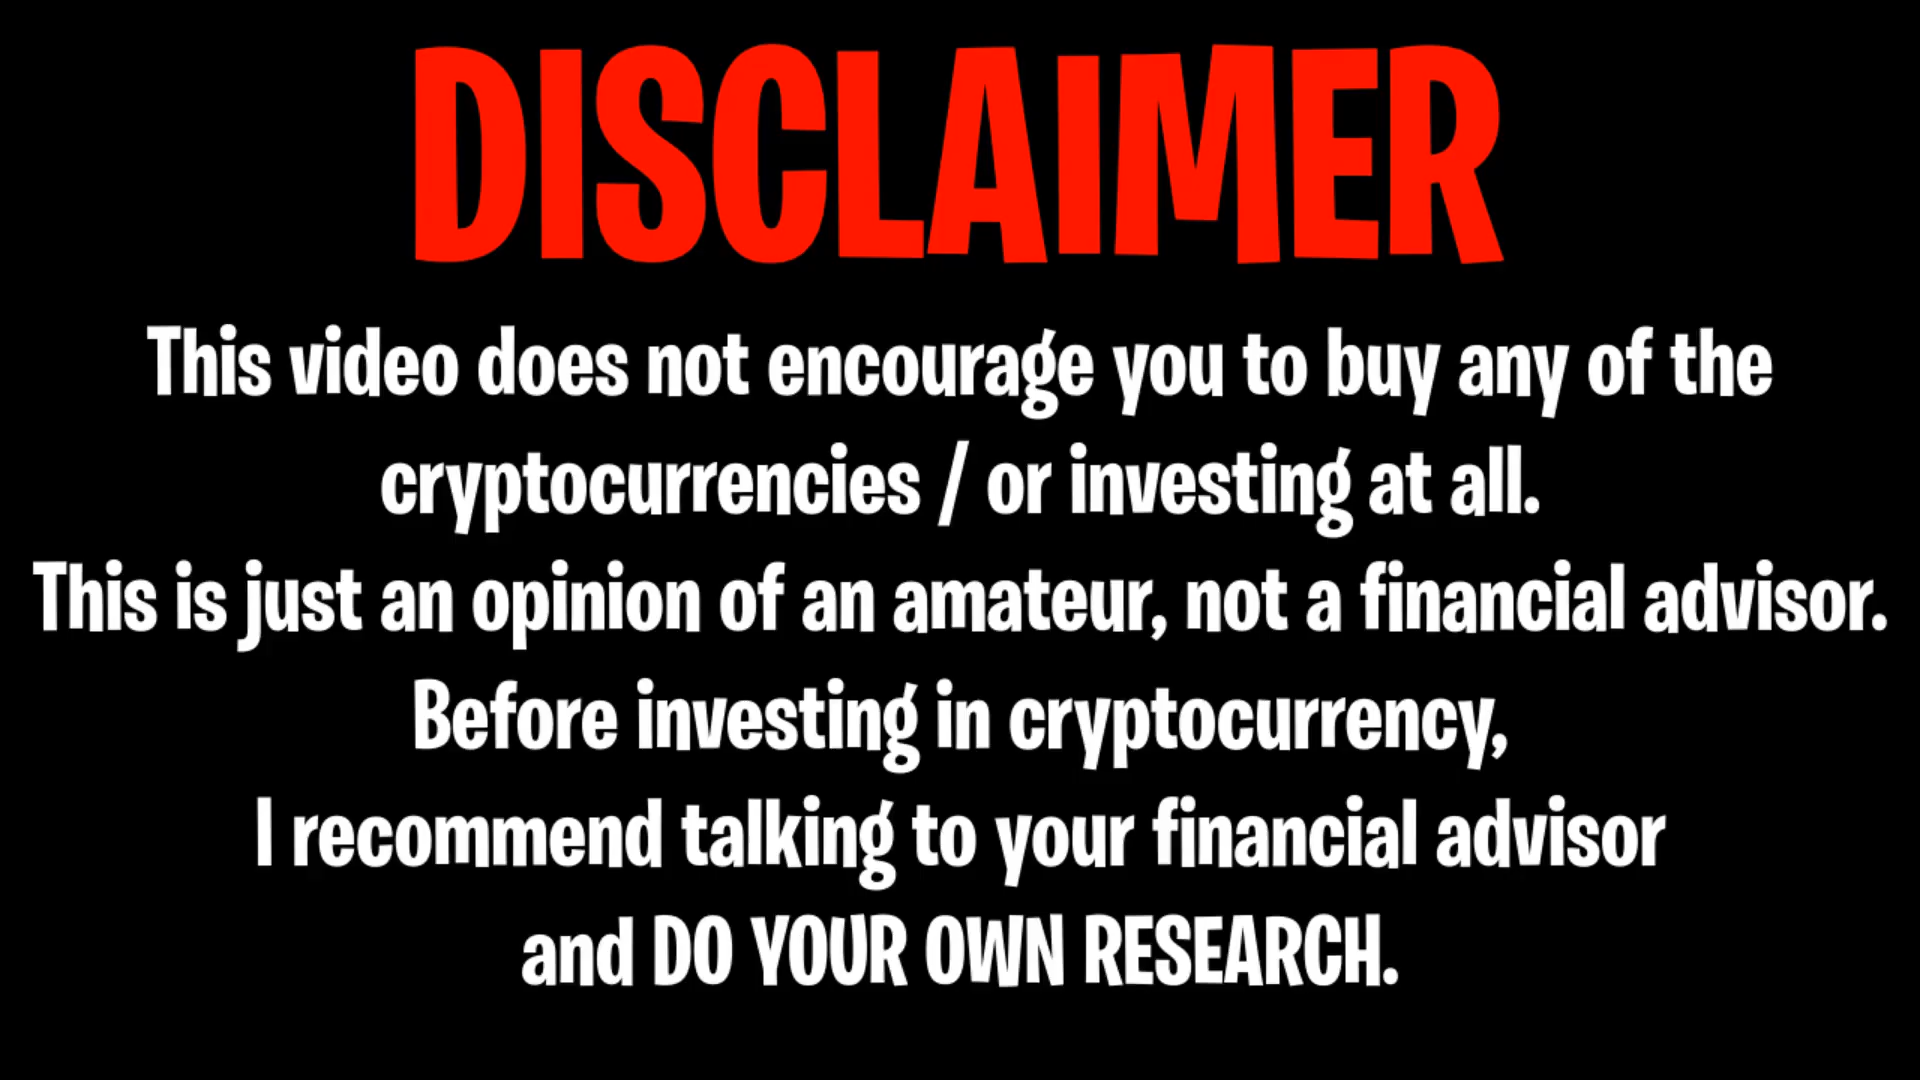 DISCLAIMER
This video does not encourage you to buy any of the
cryptocurrencies / or investing at all.
This is just an opinion of an amateur, not a financial advisor.
Before investing in cryptocurrency,
I recommend talking to your financial advisor
and DO YOUR OWN RESEARCH.